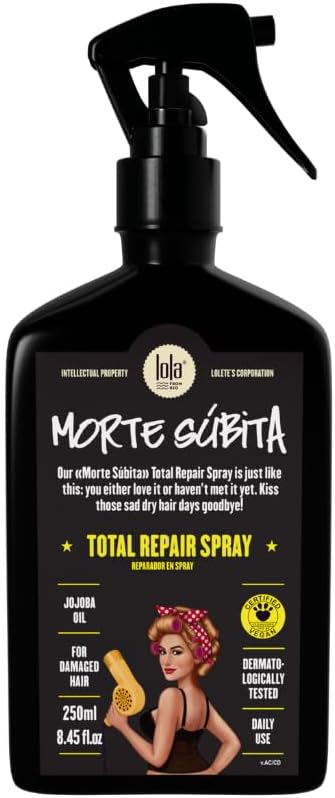 INTELLECTUAL PROPERTY
lola®
FROM RIO
LOLETE'S CORPORATION
MORTE SÚBITA
Our «Morte Súbita» Total Repair Spray is just like
this: you either love it or haven't met it yet. Kiss
those sad dry hair days goodbye!
TOTAL REPAIR SPRAY
REPARADOR EN SPRAY
JOJOBA
OIL
FOR
DAMAGED
HAIR
250ml
8.45 fl.oz
CERTIFIED
VEGAN
DERMATO-
LOGICALLY
TESTED
DAILY
USE
v.AC/CD